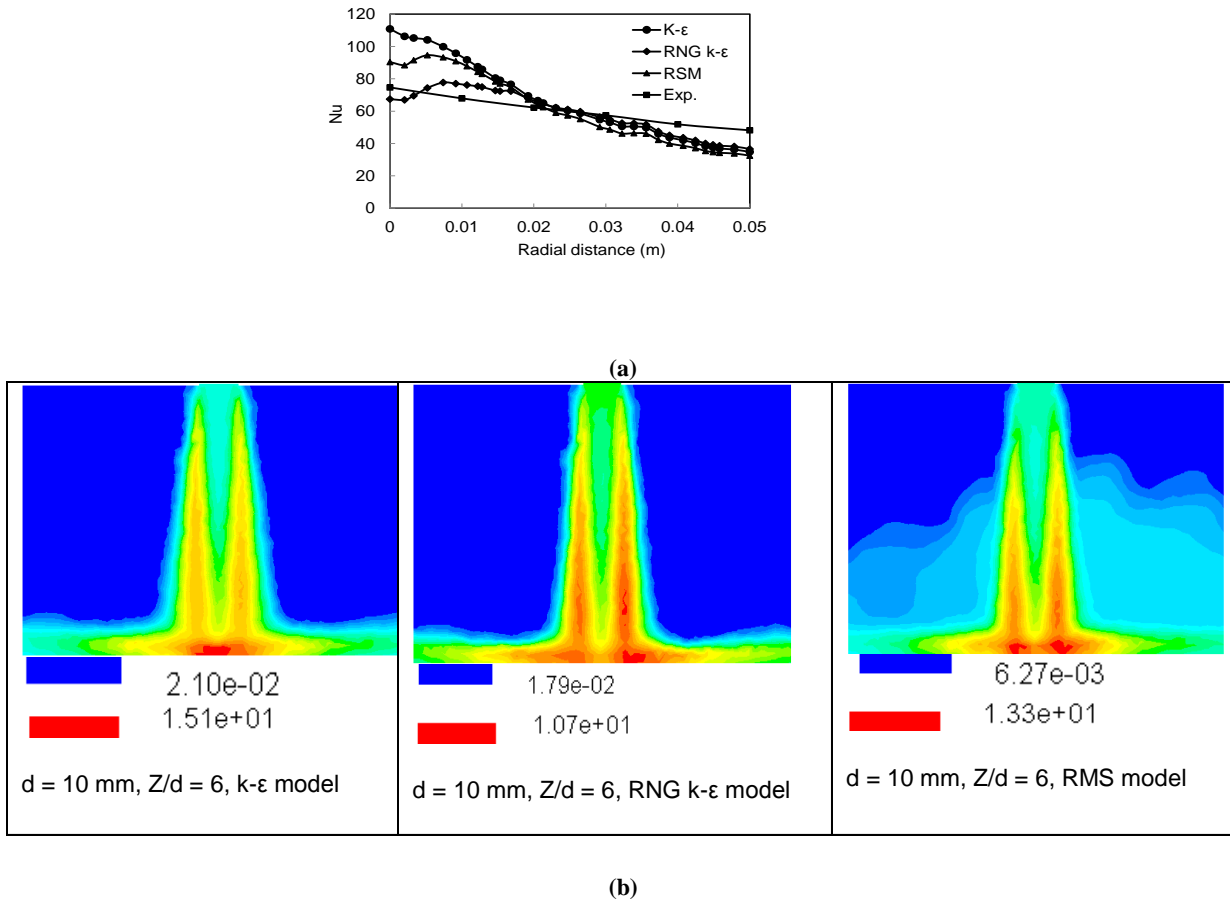 120
100
80
60
40
20
0
Nu
K-ε
RNG k-ε
RSM
Exp.
0 0.01 0.02 0.03 0.04 0.05
Radial distance (m)
(a)
2.10e-02
1.51e+01
d = 10 mm, Z/d = 6, k-ε model
1.79e-02
1.07e+01
d = 10 mm, Z/d = 6, RNG k-ε model
6.27e-03
1.33e+01
d = 10 mm, Z/d = 6, RMS model
(b)